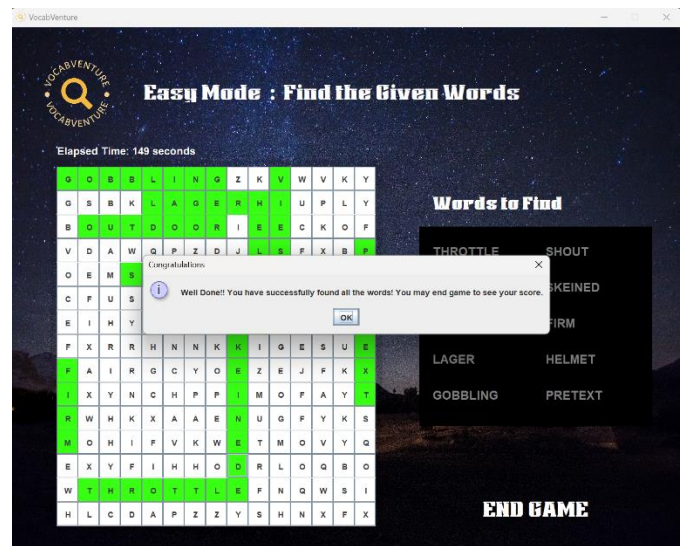 VocabVenture
VOCABVENTURE
VOCABVENTURE
Easy Mode : Find the Given Words
Elapsed Time: 149 seconds
G O B B L I N G Z K V W V K Y
G S B K L A G E R H I U P L Y
B O U T D O O R I E E C K O F
V D A W Q P Z D J L S F X B P
O E M S
C F U S
E I H Y
F X R R H N N K K I G E S U E
F A I R G C Y O E Z E J F K X
I X Y N C H P P I M O F A Y T
R W H K X A A E N U G F Y K S
M O H I F V K W E T M O V Y Q
E X Y F I H H O D R L O Q B O
W T H R O T T L E F N Q W S I
H L C D A P Z Z Y S H N X F X
Words to Find
THROTTLE SHOUT
SKEINED
FIRM
LAGER HELMET
GOBBLING PRETEXT
Congratulations
Well Done!! You have successfully found all the words! You may end game to see your score.
OK
END GAME